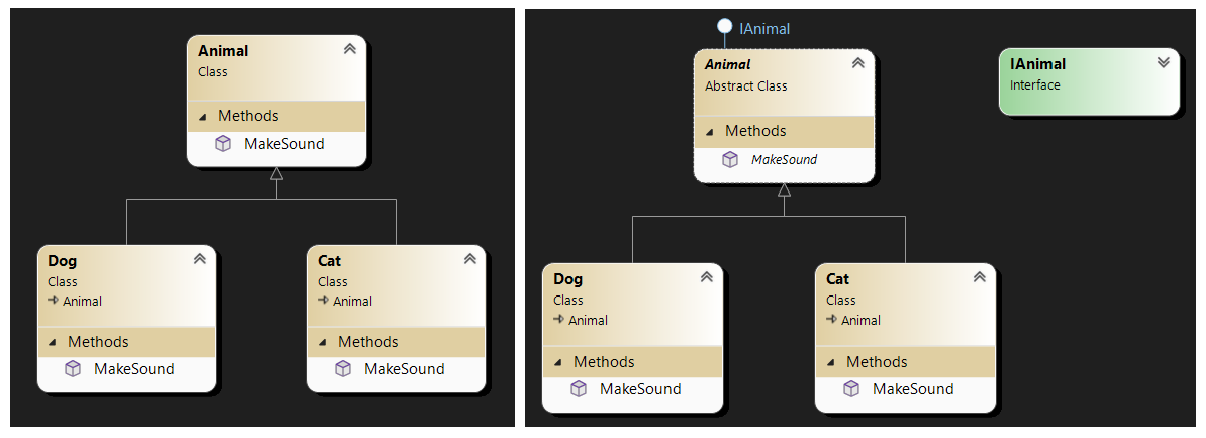 Animal
Class
Methods
MakeSound
Dog
Class
Animal
Methods
MakeSound
Cat
Class
Animal
Methods
MakeSound
IAnimal
Animal
Abstract Class
Methods
MakeSound
IAnimal
Interface
Dog
Class
Animal
Methods
MakeSound
Cat
Class
Animal
Methods
MakeSound